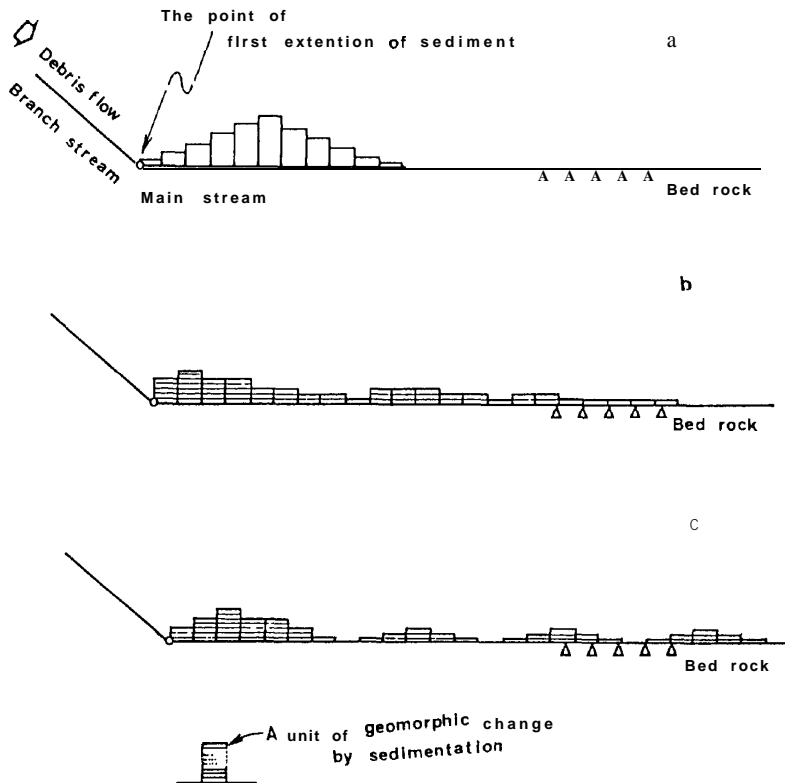 The point of
fIrst extention of sediment
a
Debris flow
Branch stream
Main stream
A A A A A
Bed rock
b
Bed rock
C
Bed rock
A unit of geomorphic change
by sedimentation